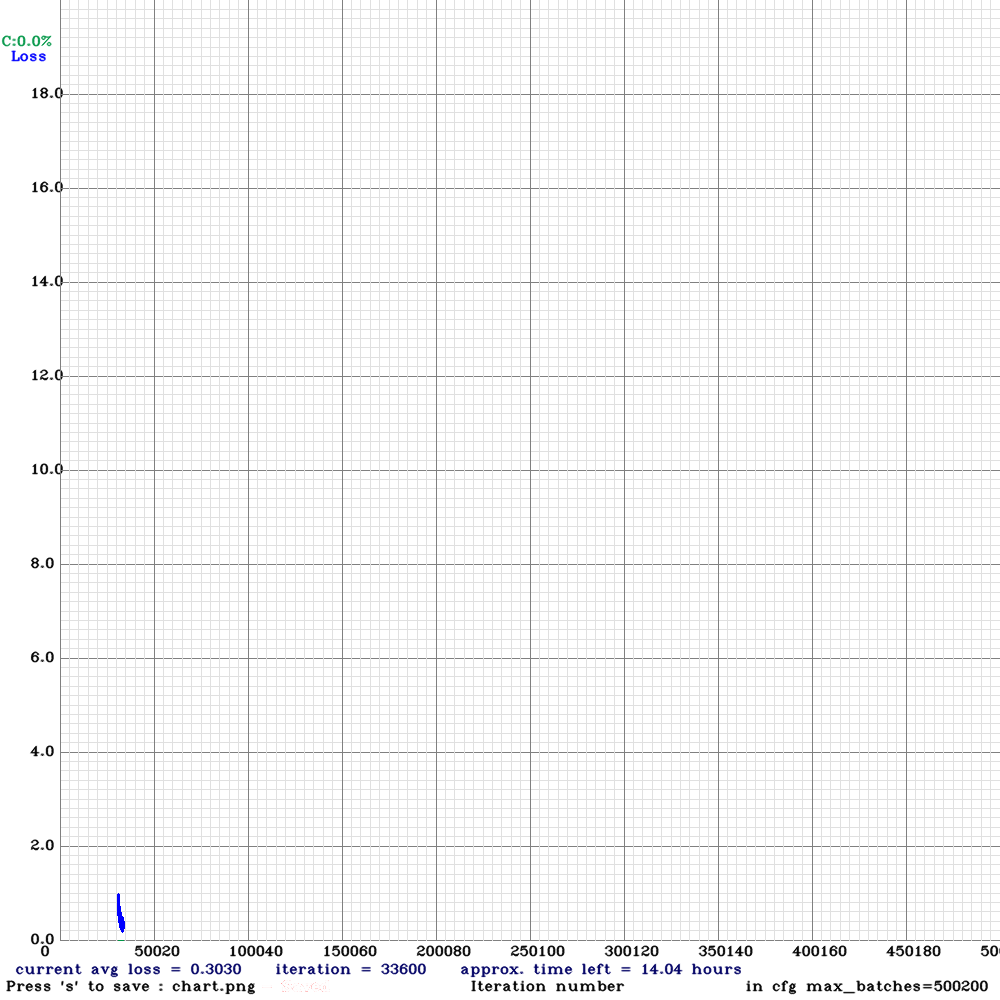 C:0.0%
Loss
18.0
16.0
14.0
12.0
10.0
8.0
6.0
4.0
2.0
0.0
0 50020 100040 150060 200080 250100 300120 350140 400160 450180 50
current avg loss = 0.3030 iteration = 33600 approx. time left = 14.04 hours
Press 's' to save : chart.png Iteration number in cfg max_batches=500200